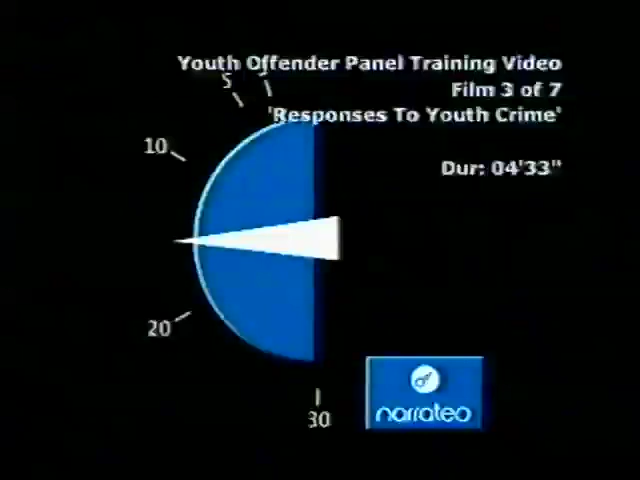 Youth Offender Panel Training Video
Film 3 of 7
'Responses To Youth Crime'
Dur: 04'33"
5
3
10
20
30
narrateo